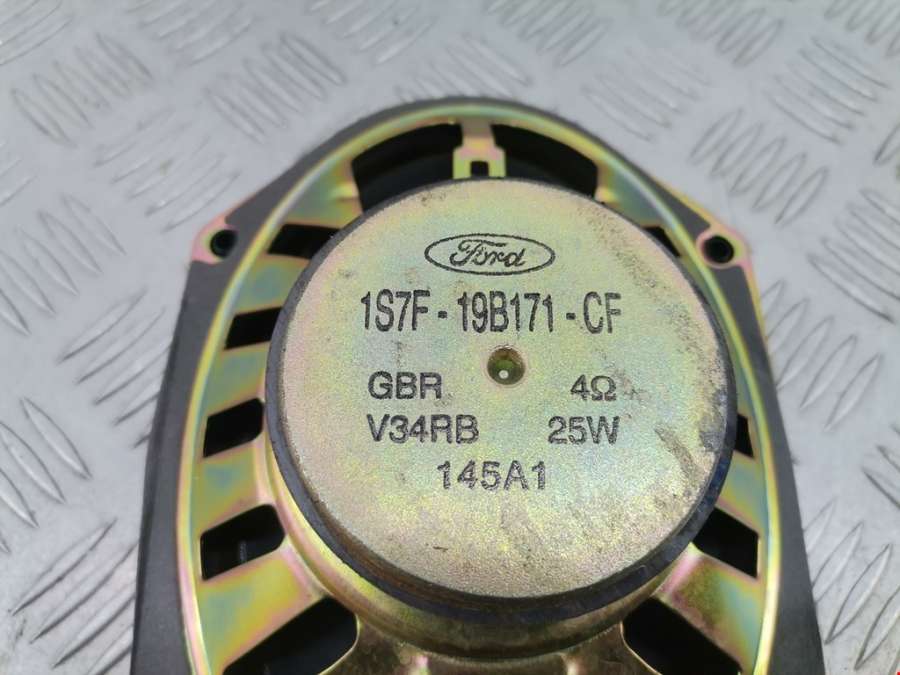 Ford
1S7F - 19B171 - CF
GBR 4Ω
V34RB 25W
145A1